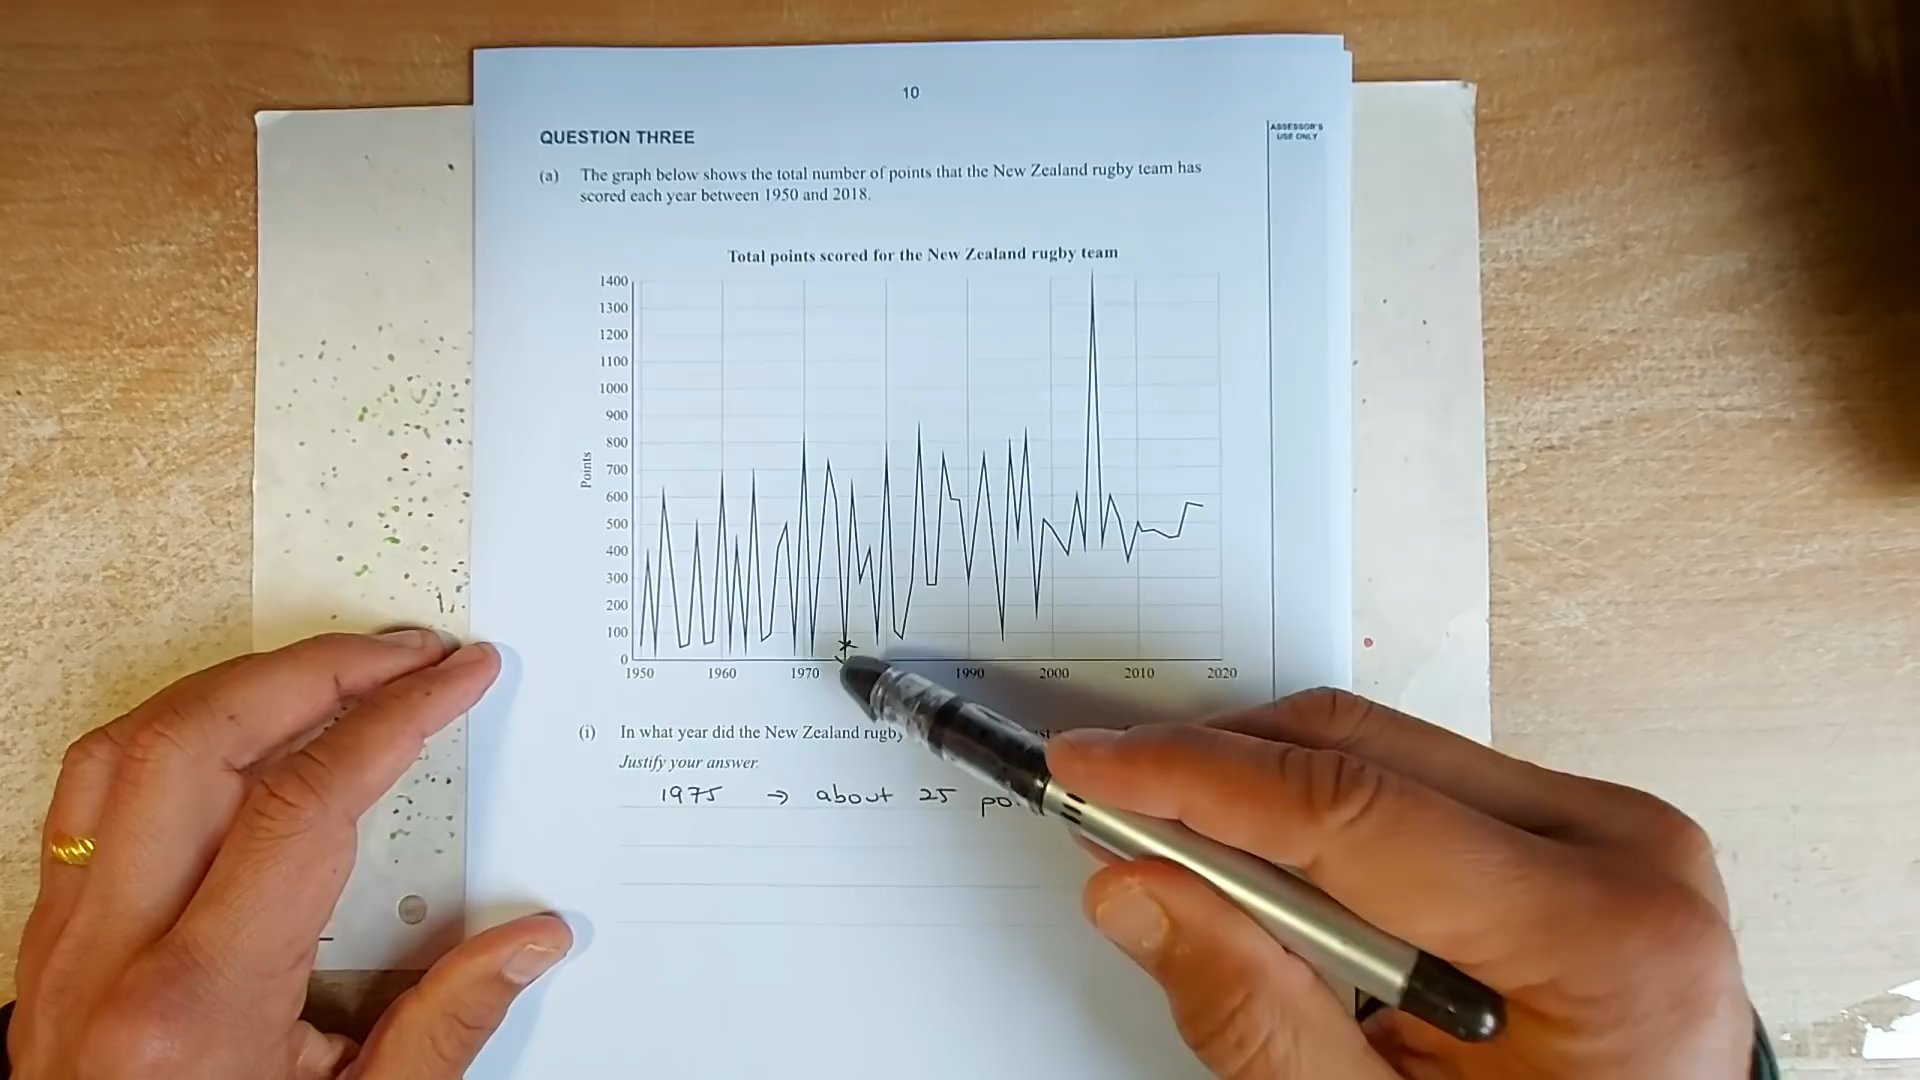 10
QUESTION THREE
ASSESSOR'S
USE ONLY
(a) The graph below shows the total number of points that the New Zealand rugby team has
scored each year between 1950 and 2018.
Total points scored for the New Zealand rugby team
1400
1300
1200
1100
1000
900
800
700
600
500
400
300
200
100
0
Points
1950 1960 1970 1990 2000 2010 2020
(i) In what year did the New Zealand rugby
Justify your answer.
1975 → about 25